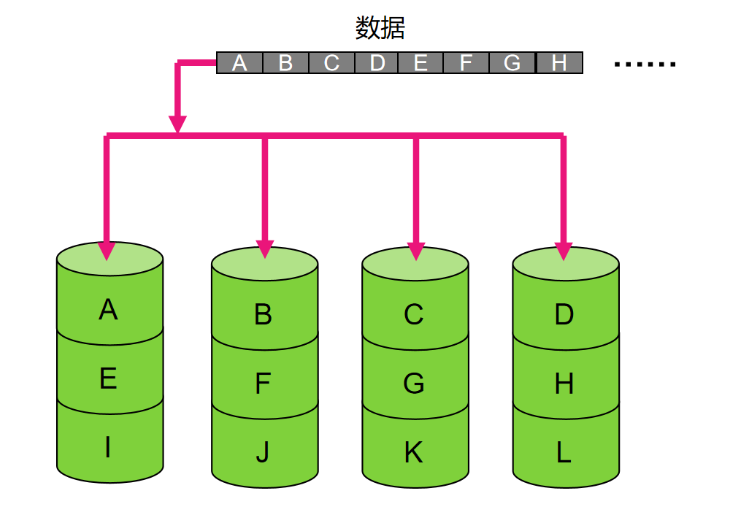 数据
A B C D E F G H ······
A B C D
E F G H
I J K L